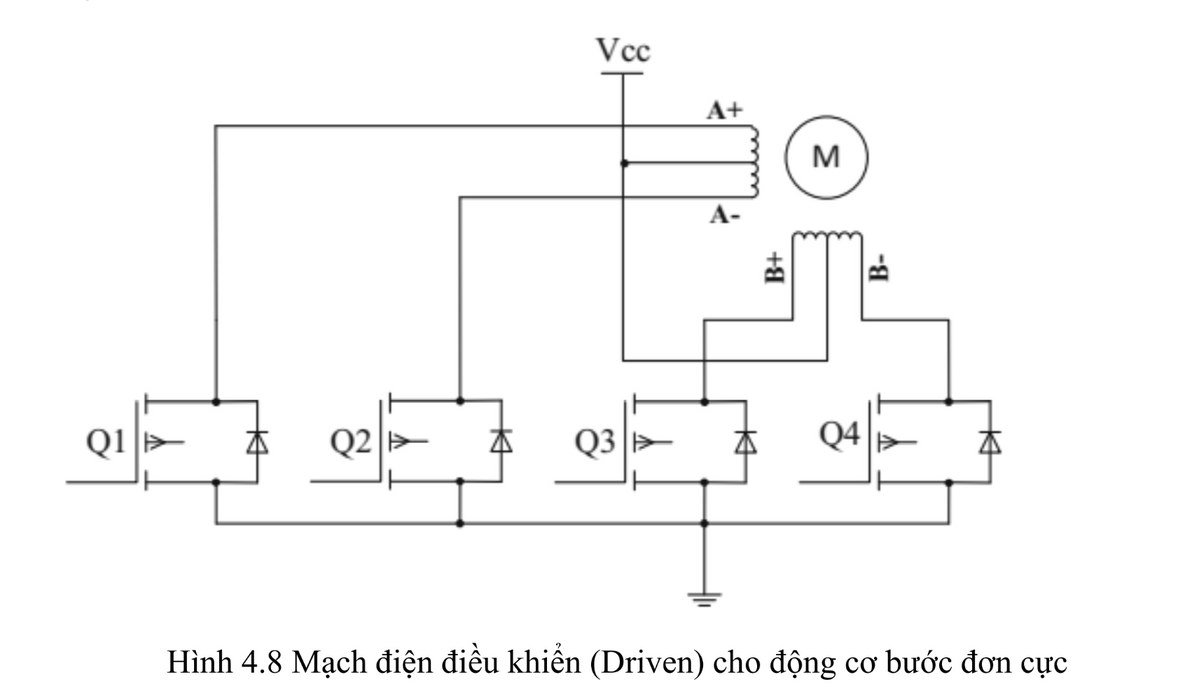 Vcc
A+
M
A-
B+
B-
Q1
Q2
Q3
Q4
Hình 4.8 Mạch điện điều khiển (Driven) cho động cơ bước đơn cực